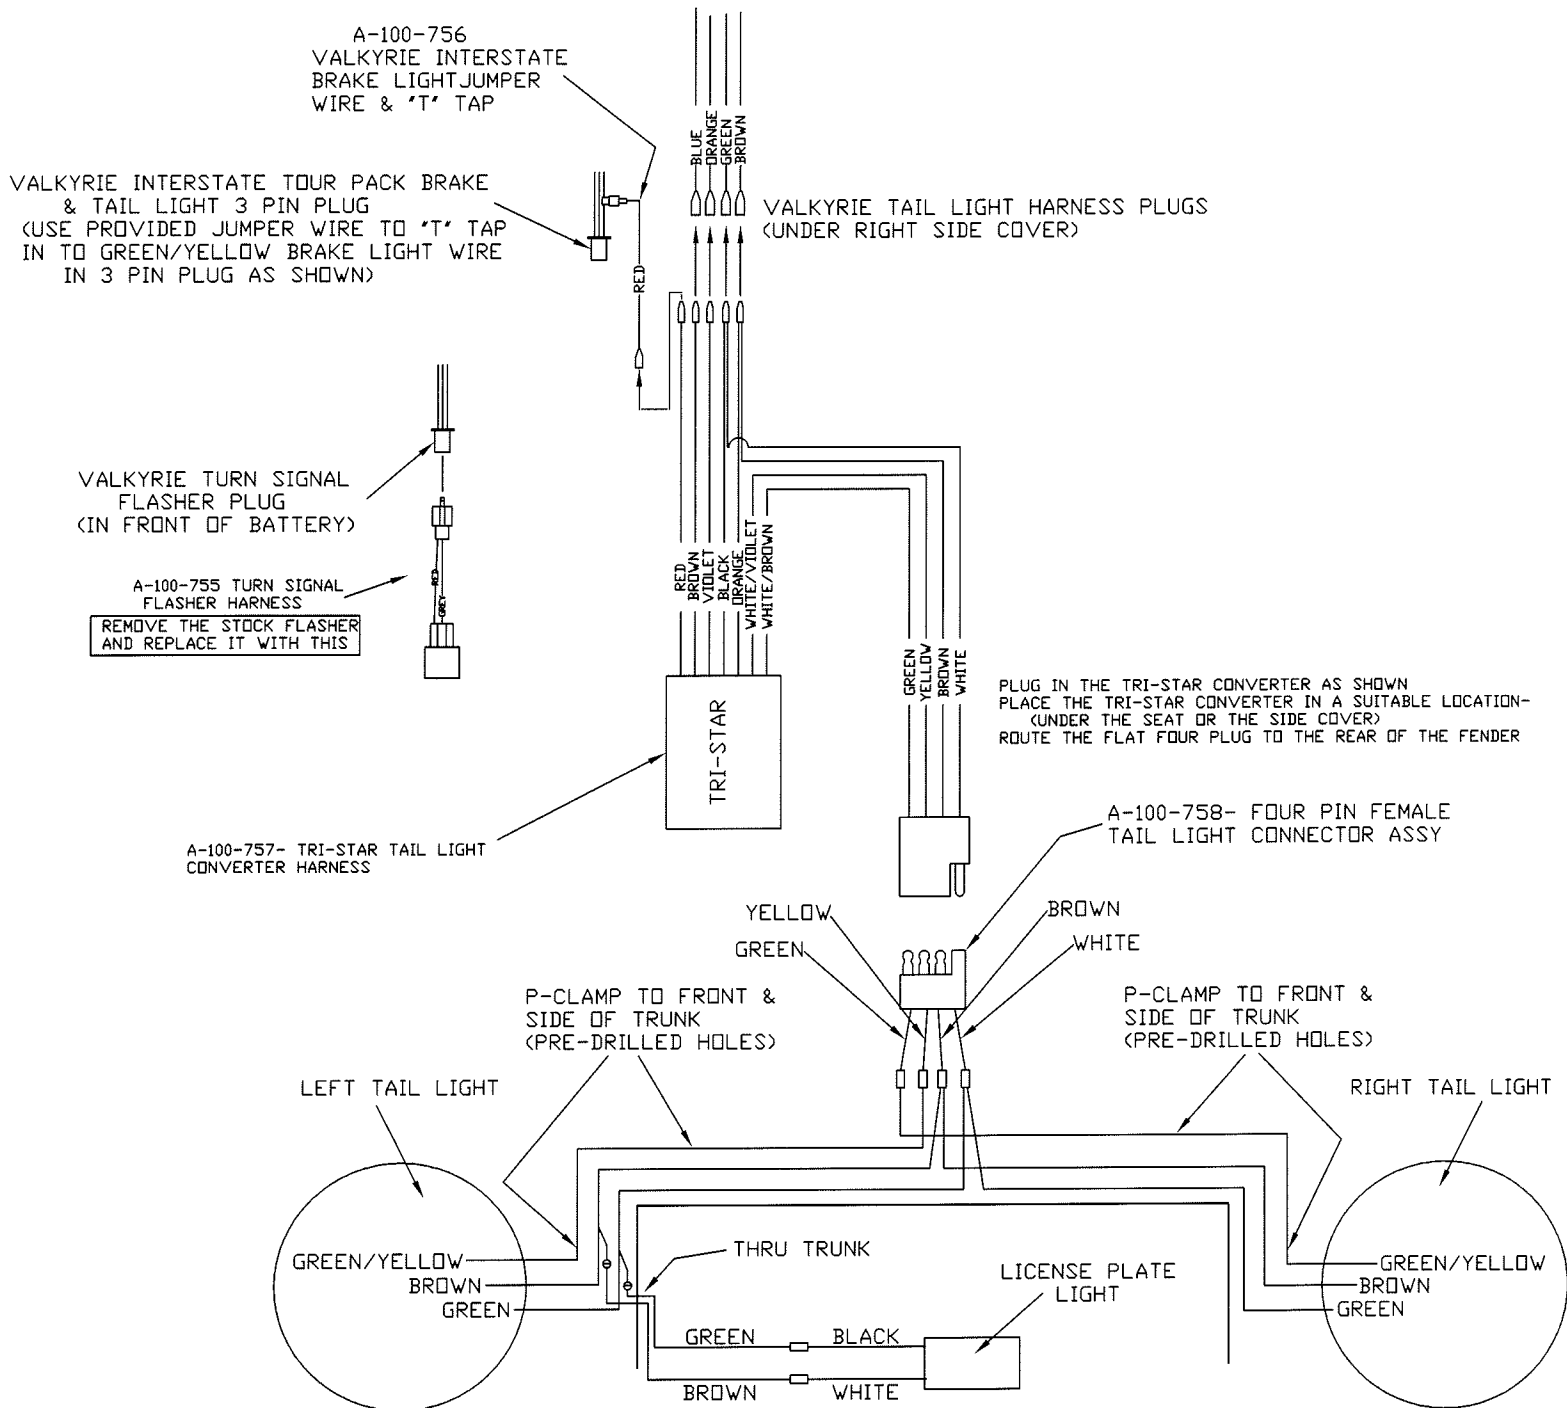 A-100-756
VALKYRIE INTERSTATE
BRAKE LIGHTJUMPER
WIRE & "T" TAP
VALKYRIE INTERSTATE TOUR PACK BRAKE
& TAIL LIGHT 3 PIN PLUG
(USE PROVIDED JUMPER WIRE TO "T" TAP
IN TO GREEN/YELLOW BRAKE LIGHT WIRE
IN 3 PIN PLUG AS SHOWN)
BLUE
ORANGE
GREEN
BROWN
VALKYRIE TAIL LIGHT HARNESS PLUGS
(UNDER RIGHT SIDE COVER)
RED
VALKYRIE TURN SIGNAL
FLASHER PLUG
(IN FRONT OF BATTERY)
A-100-755 TURN SIGNAL
FLASHER HARNESS
REMOVE THE STOCK FLASHER
AND REPLACE IT WITH THIS
RED
GREY
RED
BROWN
VIOLET
BLACK
ORANGE
WHITE/VIOLET
WHITE/BROWN
TRI-STAR
GREEN
YELLOW
BROWN
WHITE
PLUG IN THE TRI-STAR CONVERTER AS SHOWN
PLACE THE TRI-STAR CONVERTER IN A SUITABLE LOCATION-
(UNDER THE SEAT OR THE SIDE COVER)
ROUTE THE FLAT FOUR PLUG TO THE REAR OF THE FENDER
A-100-757- TRI-STAR TAIL LIGHT
CONVERTER HARNESS
A-100-758- FOUR PIN FEMALE
TAIL LIGHT CONNECTOR ASSY
YELLOW
GREEN
BROWN
WHITE
P-CLAMP TO FRONT &
SIDE OF TRUNK
(PRE-DRILLED HOLES)
P-CLAMP TO FRONT &
SIDE OF TRUNK
(PRE-DRILLED HOLES)
LEFT TAIL LIGHT
RIGHT TAIL LIGHT
GREEN/YELLOW
BROWN
GREEN
THRU TRUNK
LICENSE PLATE
LIGHT
GREEN/YELLOW
BROWN
GREEN
GREEN
BLACK
BROWN
WHITE